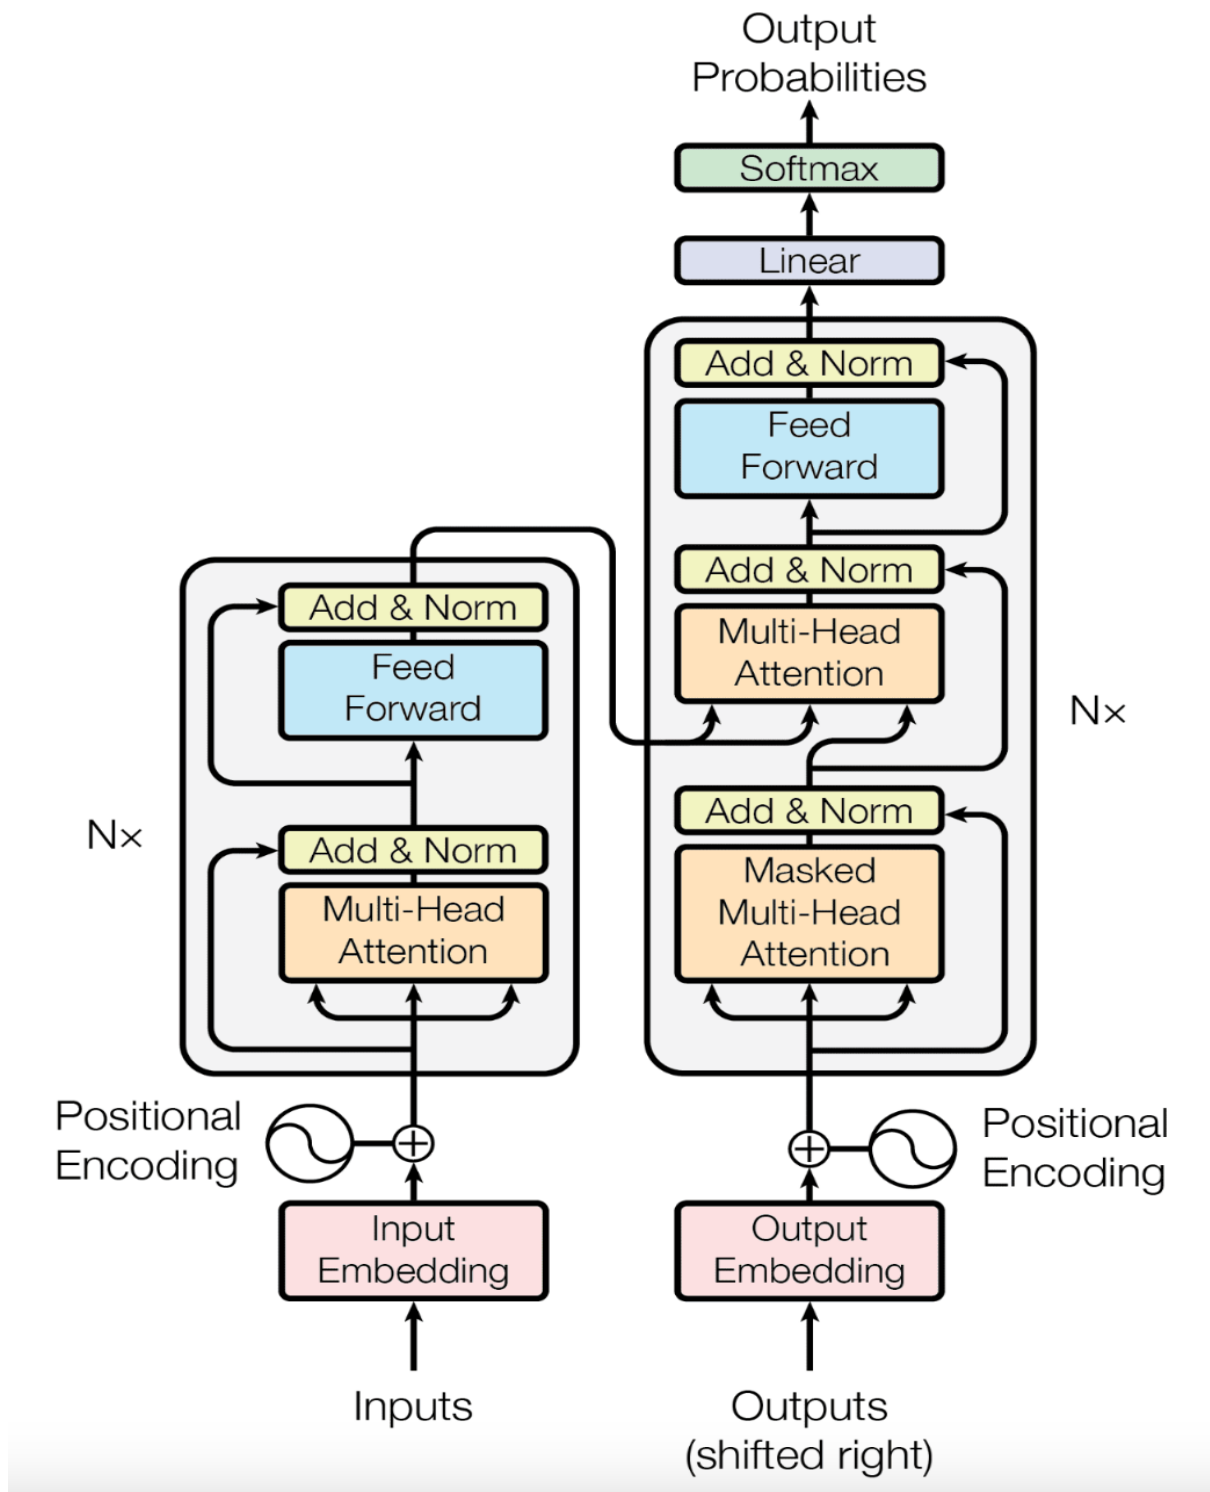 Output
Probabilities
Softmax
Linear
Add & Norm
Feed
Forward
Add & Norm
Multi-Head
Attention
Nx
Add & Norm
Masked
Multi-Head
Attention
Add & Norm
Feed
Forward
Nx
Add & Norm
Multi-Head
Attention
Positional
Encoding
Positional
Encoding
Input
Embedding
Output
Embedding
Inputs
Outputs
(shifted right)